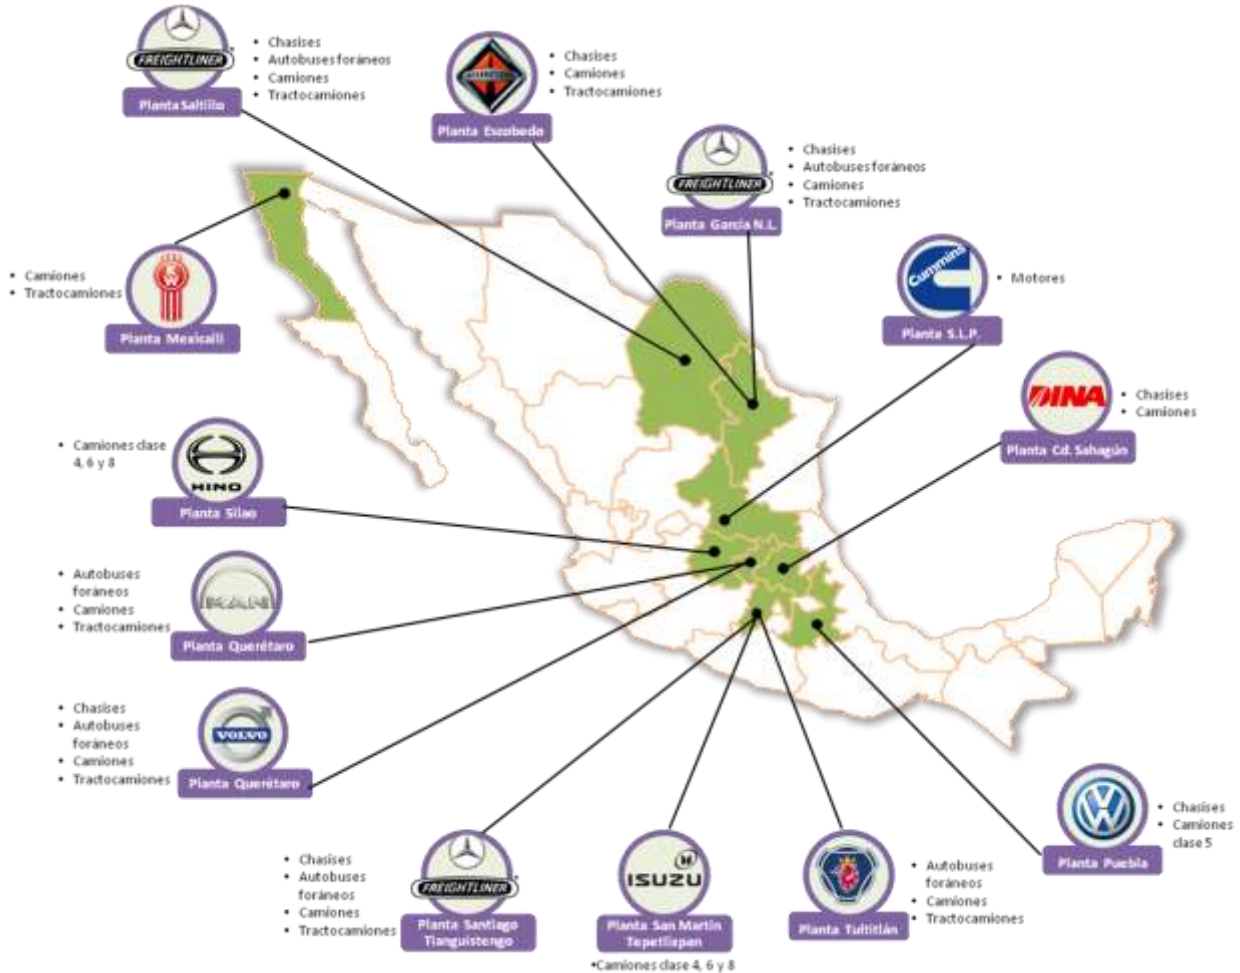 FREIGHTLINER
Planta Saltillo
• Chasises
• Autobuses foráneos
• Camiones
• Tractocamiones
Planta Escobedo
• Chasises
• Camiones
• Tractocamiones
FREIGHTLINER
Planta García N.L.
• Chasises
• Autobuses foráneos
• Camiones
• Tractocamiones
Cummins
Planta S.L.P.
• Motores
• Camiones
• Tractocamiones
Planta Mexicalli
DINA
Planta Cd. Sahagún
• Chasises
• Camiones
• Camiones clase
4, 6 y 8
HINO
Planta Silao
• Autobuses
foráneos
• Camiones
• Tractocamiones
MAN
Planta Querétaro
• Chasises
• Autobuses
foráneos
• Camiones
• Tractocamiones
VOLVO
Planta Querétaro
• Chasises
• Autobuses
foráneos
• Camiones
• Tractocamiones
FREIGHTLINER
Planta Santiago
Tianguistengo
ISUZU
Planta San Martín
Tepetlixpan
•Camiones clase 4, 6 y 8
Planta Tultitlán
• Autobuses
foráneos
• Camiones
• Tractocamiones
Planta Puebla
• Chasises
• Camiones
clase 5